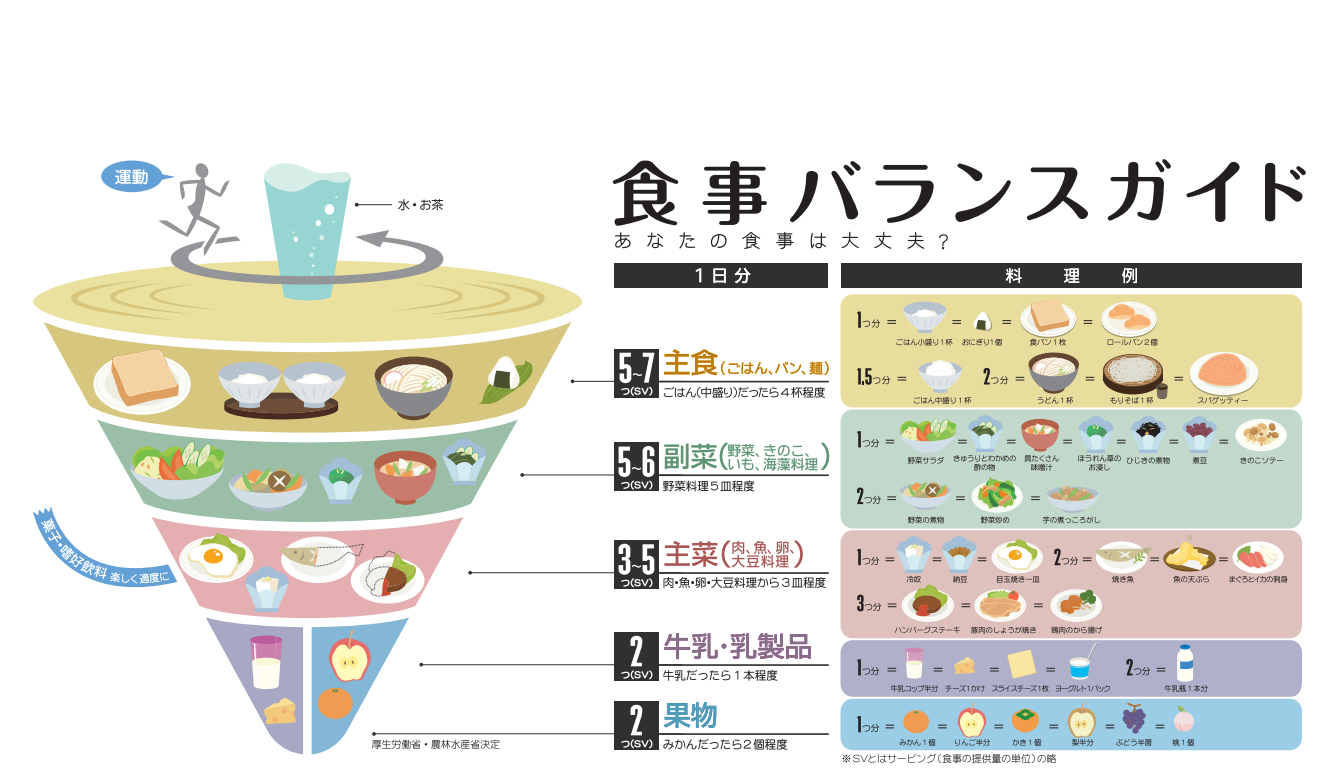 食事バランスガイド
あなたの食事は大丈夫？
運動
水・お茶
菓子・嗜好飲料 楽しく適度に
1日分
料理例
5~7
つ(SV)
主食(ごはん、パン、麺)
ごはん(中盛り)だったら4杯程度
5~6
つ(SV)
副菜(野菜、きのこ、
いも、海藻料理)
野菜料理5皿程度
3~5
つ(SV)
主菜(肉、魚、卵、
大豆料理)
肉・魚・卵・大豆料理から3皿程度
2
つ(SV)
牛乳・乳製品
牛乳だったら1本程度
2
つ(SV)
果物
みかんだったら2個程度
厚生労働省・農林水産省決定
1つ分 = = = =
ごはん小盛り1杯 おにぎり1個 食パン1枚 ロールパン2個
1.5つ分 = 2つ分 = = =
ごはん中盛り1杯 うどん1杯 もりそば1杯 スパゲッティー
1つ分 = = = = = = =
野菜サラダ きゅうりとわかめの 具たくさん ほうれん草の ひじきの煮物 煮豆 きのこソテー
酢の物 味噌汁 お浸し
2つ分 = = =
野菜の煮物 野菜炒め 芋の煮っころがし
1つ分 = = = 2つ分 = = =
冷奴 納豆 目玉焼き一皿 焼き魚 魚の天ぷら まぐろとイカの刺身
3つ分 = = =
ハンバーグステーキ 豚肉のしょうが焼き 鶏肉のから揚げ
1つ分 = = = = 2つ分 =
牛乳コップ半分 チーズ1かけ スライスチーズ1枚 ヨーグルト1パック 牛乳瓶1本分
1つ分 = = = = = =
みかん1個 りんご半分 かき1個 梨半分 ぶどう半房 桃1個
※SVとはサービング(食事の提供量の単位)の略